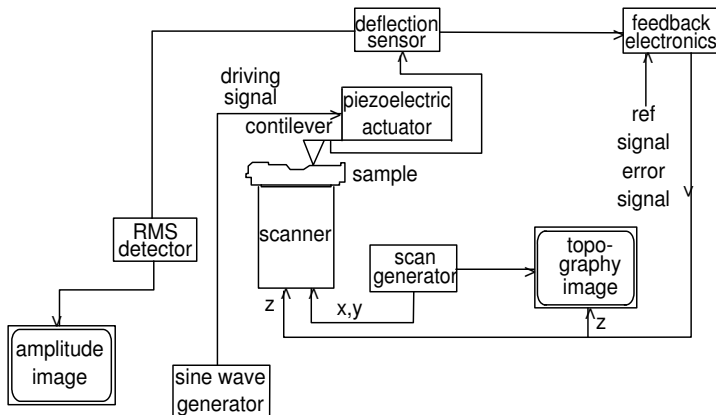 deflection
sensor
feedback
electronics
driving
signal
piezoelectric
actuator
contilever
ref
signal
error
signal
sample
RMS
detector
scanner
scan
generator
topo-
graphy
image
z
x,y
z
amplitude
image
sine wave
generator